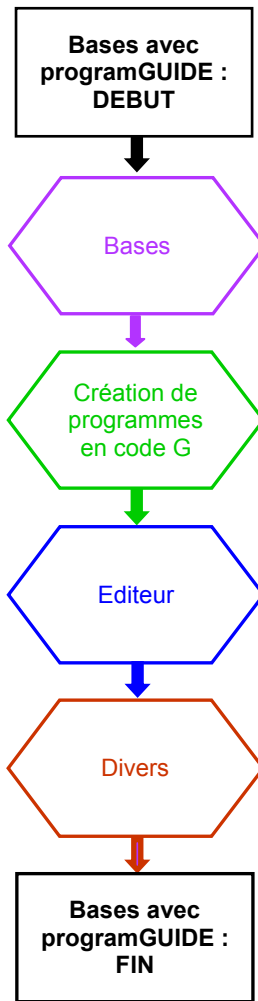 Bases avec
programGUIDE :
DEBUT
Bases
Création de
programmes
en code G
Editeur
Divers
Bases avec
programGUIDE :
FIN